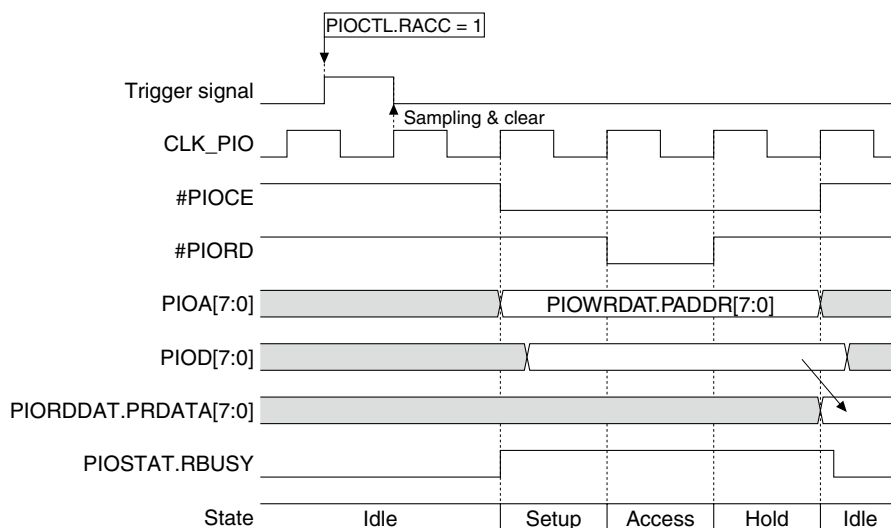 PIOCTL.RACC = 1
Trigger signal
Sampling & clear
CLK_PIO
#PIOCE
#PIORD
PIOA[7:0]
PIOWRDAT.PADDR[7:0]
PIOD[7:0]
PIORDDAT.PRDATA[7:0]
PIOSTAT.RBUSY
State Idle Setup Access Hold Idle